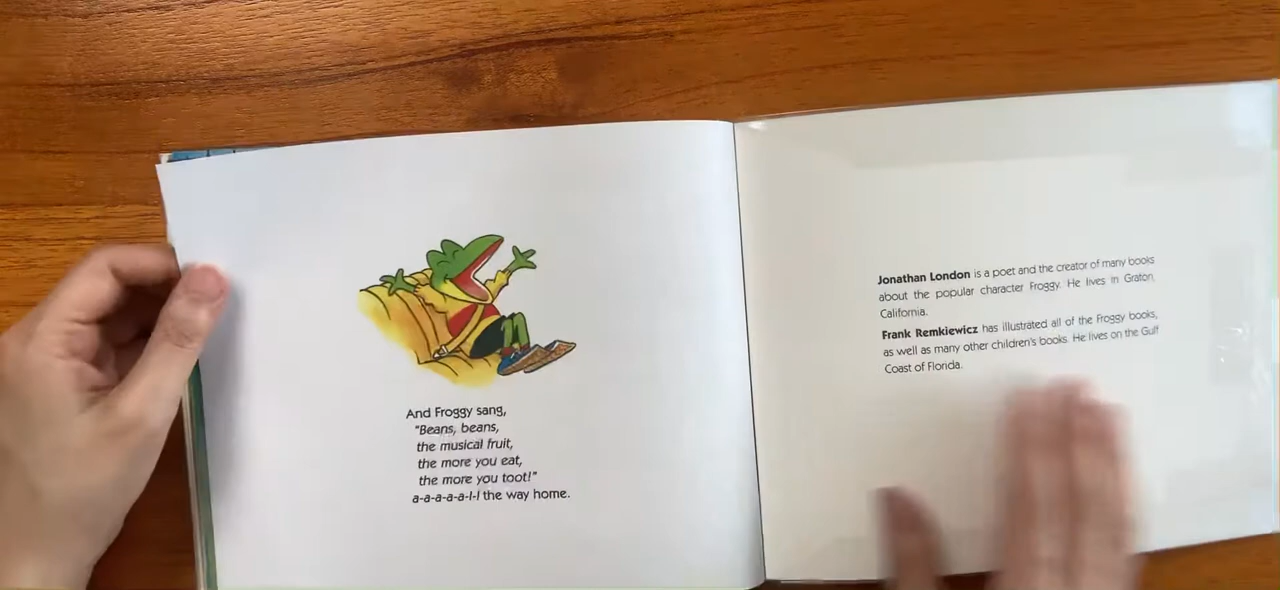 And Froggy sang,
"Beans, beans,
the musical fruit,
the more you eat,
the more you toot!"
a-a-a-a-a-l-l the way home.
Jonathan London is a poet and the creator of many books
about the popular character Froggy. He lives in Graton,
California.
Frank Remkiewicz has illustrated all of the Froggy books,
as well as many other children's books. He lives on the Gulf
Coast of Florida.